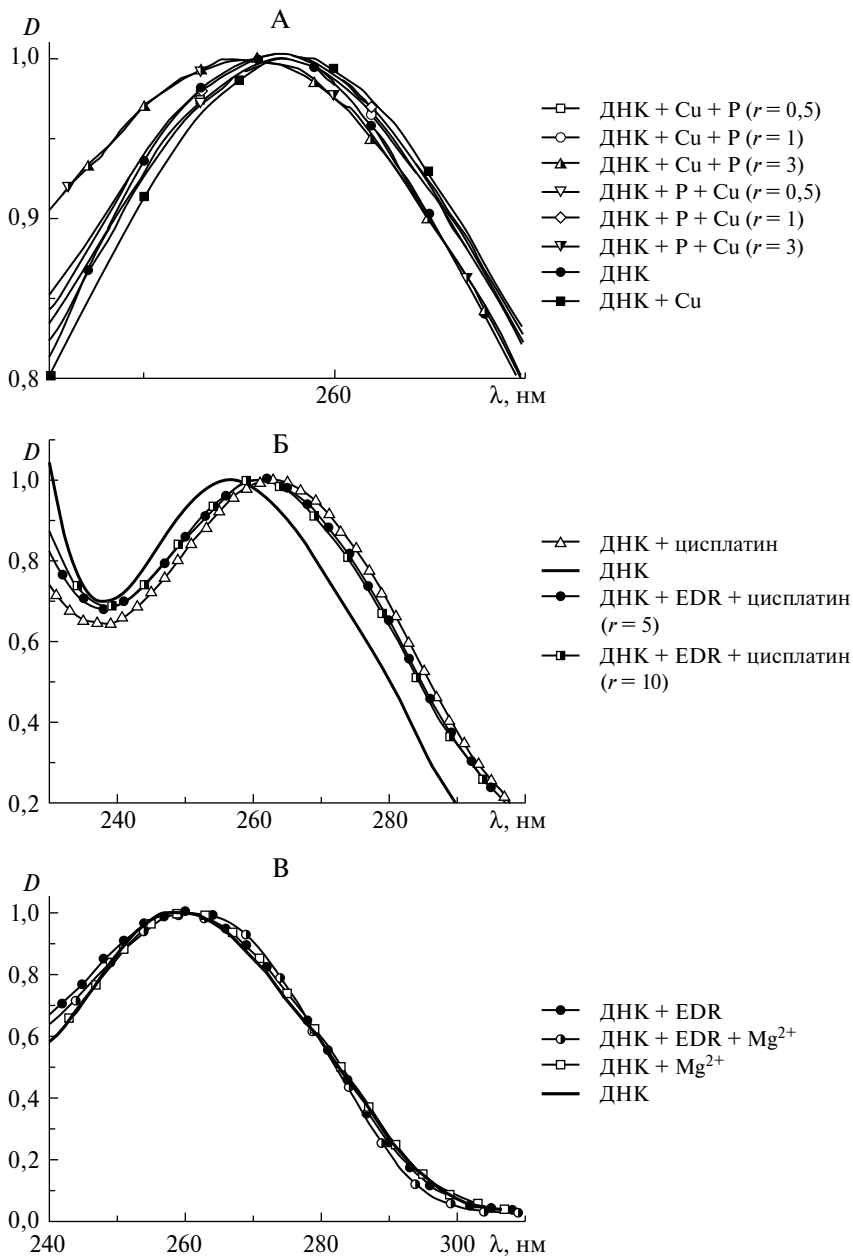 А
D
1,0
0,9
0,8
260
λ, нм
ДНК + Cu + P (r = 0,5)
ДНК + Cu + P (r = 1)
ДНК + Cu + P (r = 3)
ДНК + P + Cu (r = 0,5)
ДНК + P + Cu (r = 1)
ДНК + P + Cu (r = 3)
ДНК
ДНК + Cu
Б
D
1,0
0,8
0,6
0,4
0,2
240
260
280
λ, нм
ДНК + цисплатин
ДНК
ДНК + EDR + цисплатин
(r = 5)
ДНК + EDR + цисплатин
(r = 10)
В
D
1,0
0,8
0,6
0,4
0,2
0,0
240
260
280
300
λ, нм
ДНК + EDR
ДНК + EDR + Mg²⁺
ДНК + Mg²⁺
ДНК